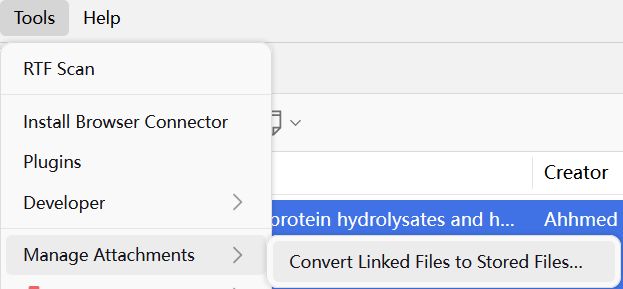 Tools Help
RTF Scan
Install Browser Connector
Plugins
Creator
Developer
protein hydrolysates and h... Ahhmed
Manage Attachments
Convert Linked Files to Stored Files...